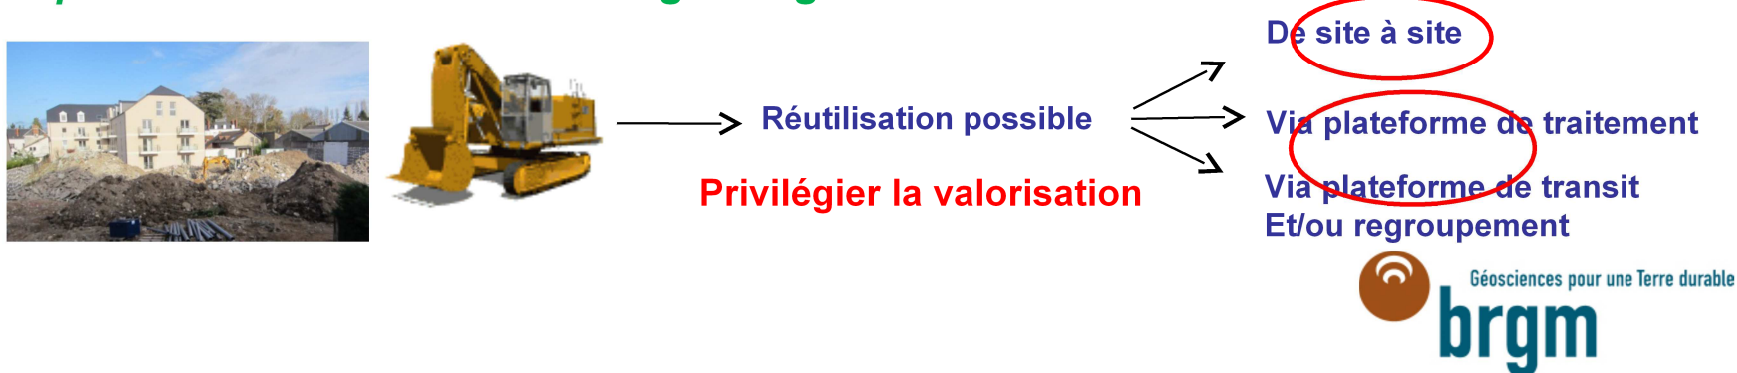 De site à site
Réutilisation possible
Via plateforme de traitement
Privilégier la valorisation
Via plateforme de transit
Et/ou regroupement
Géosciences pour une Terre durable
brgm